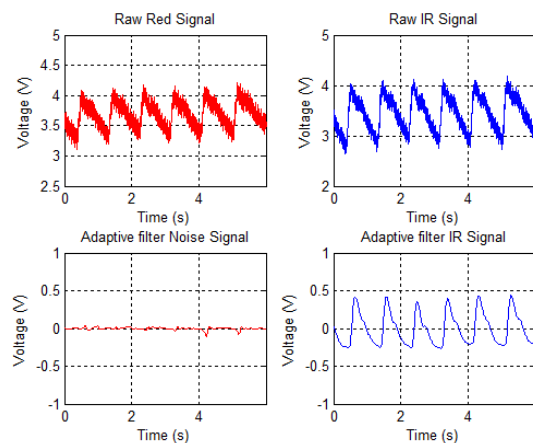 Raw Red Signal
5
4.5
4
3.5
3
2.5
Voltage (V)
0 2 4
Time (s)
Raw IR Signal
5
4
3
2
Voltage (V)
0 2 4
Time (s)
Adaptive filter Noise Signal
1
0.5
0
-0.5
-1
Voltage (V)
0 2 4
Time (s)
Adaptive filter IR Signal
1
0.5
0
-0.5
-1
Voltage (V)
0 2 4
Time (s)